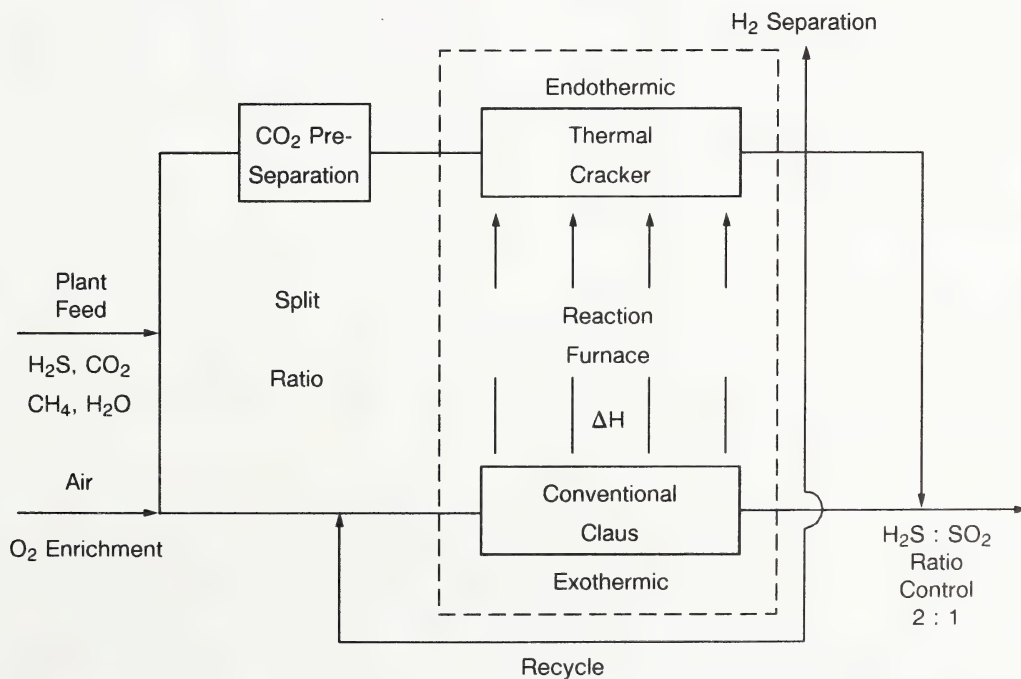 H₂ Separation
Endothermic
CO₂ Pre-
Separation
Thermal
Cracker
Plant
Feed
H₂S, CO₂
CH₄, H₂O
Split
Ratio
Reaction
Furnace
ΔH
Air
O₂ Enrichment
Conventional
Claus
Exothermic
H₂S : SO₂
Ratio
Control
2 : 1
Recycle